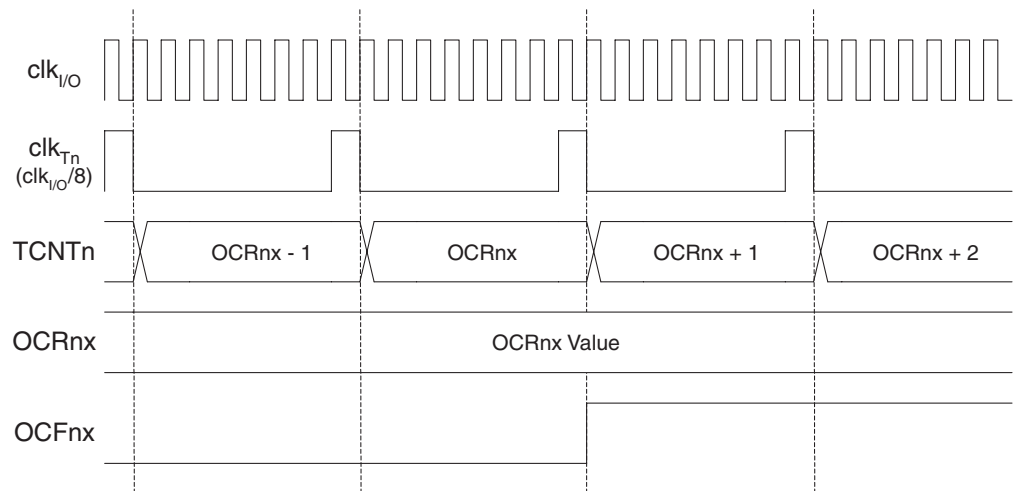 clkI/O
clkTn
(clkI/O/8)
TCNTn OCRnx - 1 OCRnx OCRnx + 1 OCRnx + 2
OCRnx OCRnx Value
OCFnx